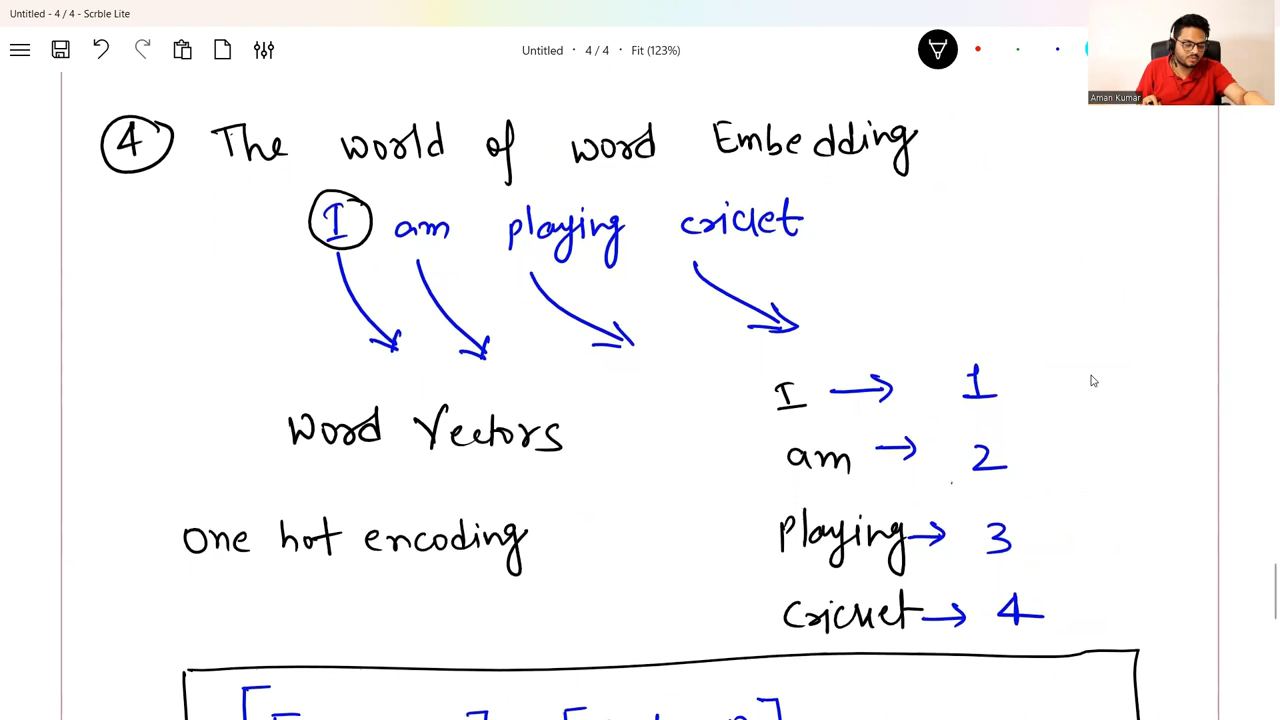 Untitled - 4 / 4 - Scrble Lite
Untitled • 4 / 4 • Fit (123%)
Aman Kumar
4 The world of word Embedding
I am playing cricket
I → 1
Word Vectors
am → 2
One hot encoding
Playing → 3
Cricket → 4